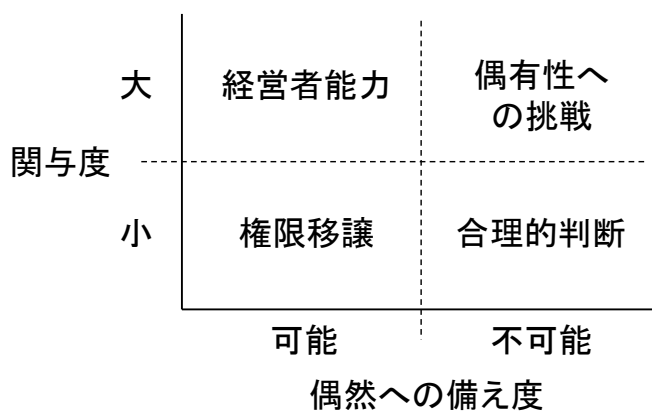 大
経営者能力
偶有性へ
の挑戦
関与度
小
権限移譲
合理的判断
可能
不可能
偶然への備え度